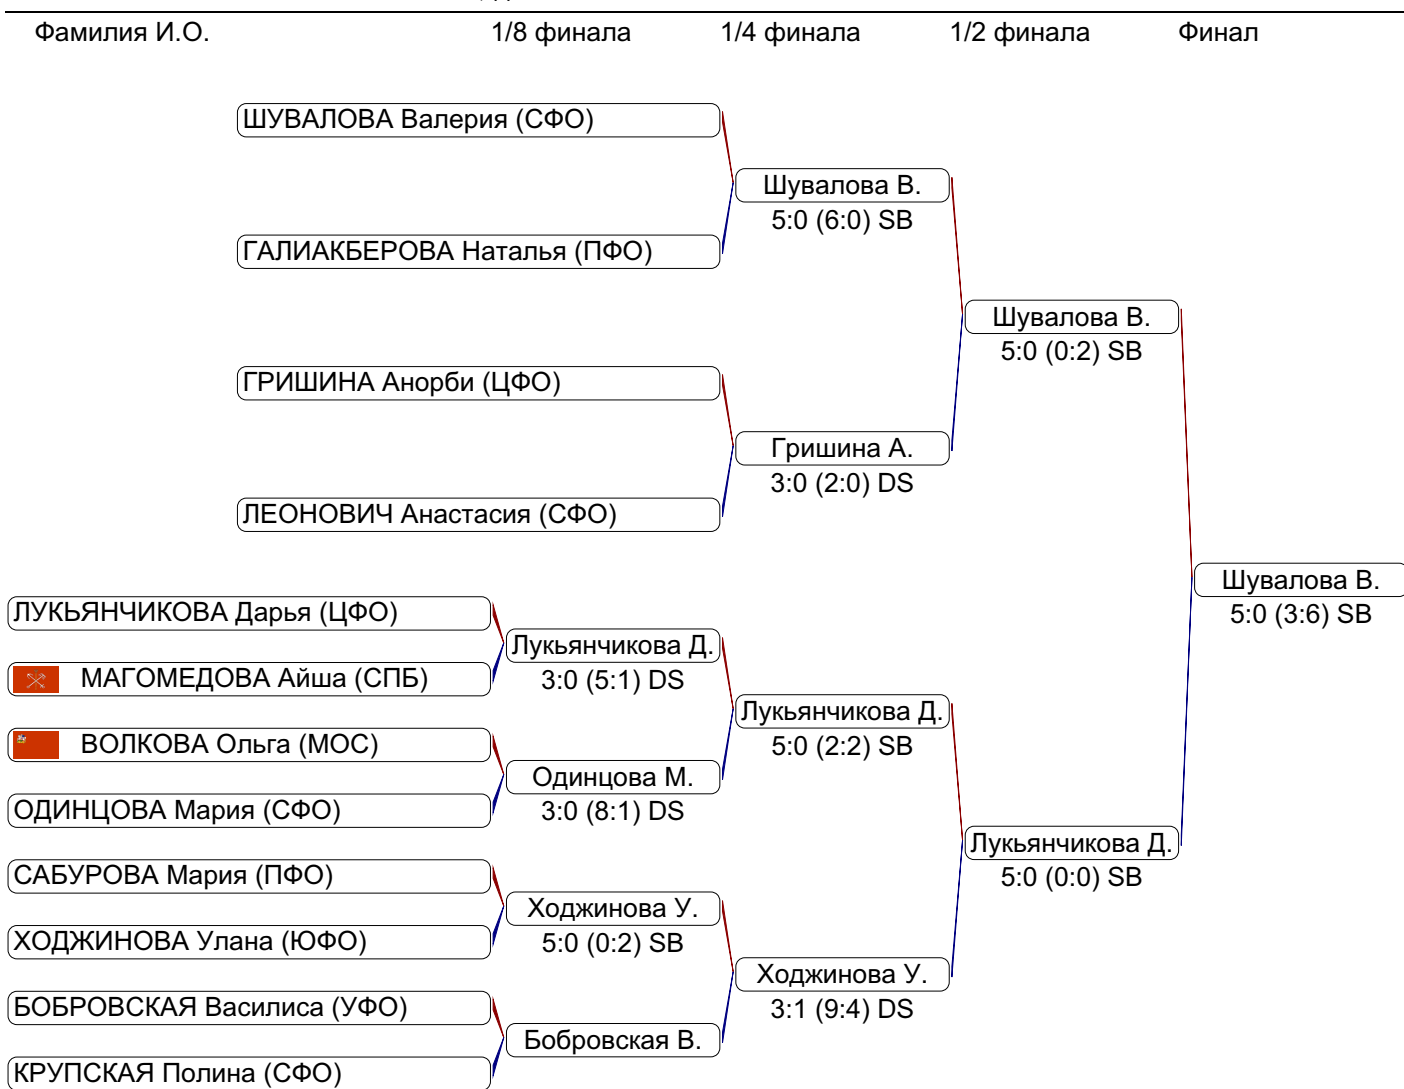 Фамилия И.О. 1/8 финала 1/4 финала 1/2 финала Финал
ШУВАЛОВА Валерия (СФО)
Шувалова В.
5:0 (6:0) SB
ГАЛИАКБЕРОВА Наталья (ПФО)
Шувалова В.
5:0 (0:2) SB
ГРИШИНА Анорби (ЦФО)
Гришина А.
3:0 (2:0) DS
ЛЕОНОВИЧ Анастасия (СФО)
Шувалова В.
5:0 (3:6) SB
ЛУКЬЯНЧИКОВА Дарья (ЦФО)
Лукьянчикова Д.
3:0 (5:1) DS
МАГОМЕДОВА Айша (СПБ)
Лукьянчикова Д.
5:0 (2:2) SB
ВОЛКОВА Ольга (МОС)
Одинцова М.
3:0 (8:1) DS
ОДИНЦОВА Мария (СФО)
Лукьянчикова Д.
5:0 (0:0) SB
САБУРОВА Мария (ПФО)
Ходжинова У.
5:0 (0:2) SB
ХОДЖИНОВА Улана (ЮФО)
Ходжинова У.
3:1 (9:4) DS
БОБРОВСКАЯ Василиса (УФО)
Бобровская В.
КРУПСКАЯ Полина (СФО)